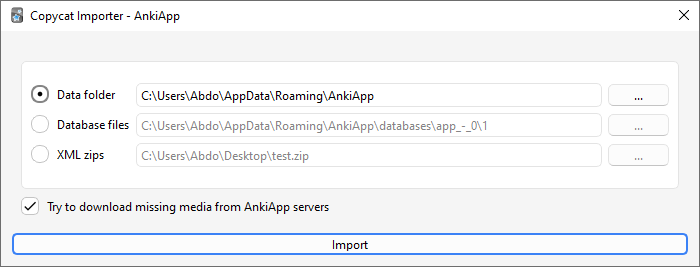 Copycat Importer - AnkiApp
Data folder C:\Users\Abdo\AppData\Roaming\AnkiApp ...
Database files C:\Users\Abdo\AppData\Roaming\AnkiApp\databases\app_-_0\1 ...
XML zips C:\Users\Abdo\Desktop\test.zip ...
Try to download missing media from AnkiApp servers
Import